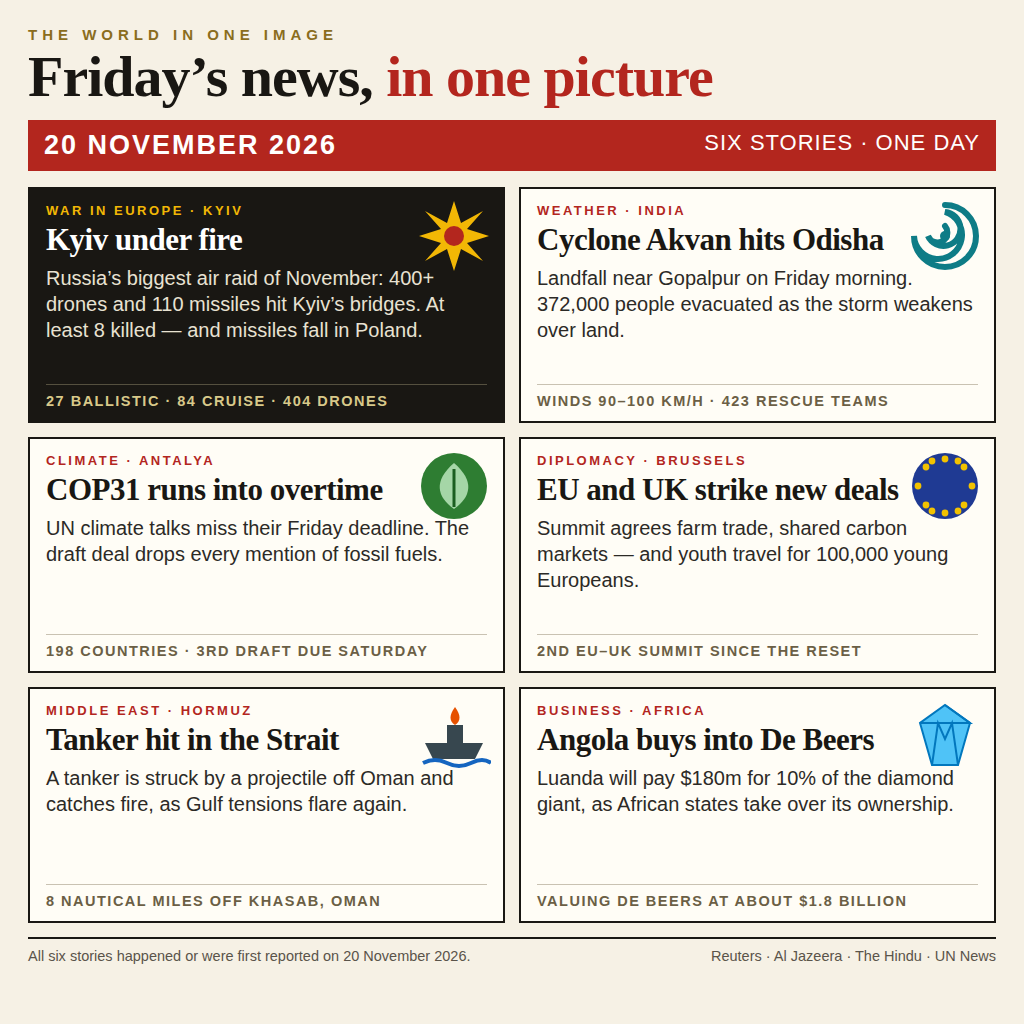 THE WORLD IN ONE IMAGE
Friday’s news, in one picture
20 NOVEMBER 2026
SIX STORIES · ONE DAY
WAR IN EUROPE · KYIV
Kyiv under fire
Russia’s biggest air raid of November: 400+
drones and 110 missiles hit Kyiv’s bridges. At
least 8 killed — and missiles fall in Poland.
27 BALLISTIC · 84 CRUISE · 404 DRONES
WEATHER · INDIA
Cyclone Akvan hits Odisha
Landfall near Gopalpur on Friday morning.
372,000 people evacuated as the storm weakens
over land.
WINDS 90–100 KM/H · 423 RESCUE TEAMS
CLIMATE · ANTALYA
COP31 runs into overtime
UN climate talks miss their Friday deadline. The
draft deal drops every mention of fossil fuels.
198 COUNTRIES · 3RD DRAFT DUE SATURDAY
DIPLOMACY · BRUSSELS
EU and UK strike new deals
Summit agrees farm trade, shared carbon
markets — and youth travel for 100,000 young
Europeans.
2ND EU–UK SUMMIT SINCE THE RESET
MIDDLE EAST · HORMUZ
Tanker hit in the Strait
A tanker is struck by a projectile off Oman and
catches fire, as Gulf tensions flare again.
8 NAUTICAL MILES OFF KHASAB, OMAN
BUSINESS · AFRICA
Angola buys into De Beers
Luanda will pay $180m for 10% of the diamond
giant, as African states take over its ownership.
VALUING DE BEERS AT ABOUT $1.8 BILLION
All six stories happened or were first reported on 20 November 2026.
Reuters · Al Jazeera · The Hindu · UN News